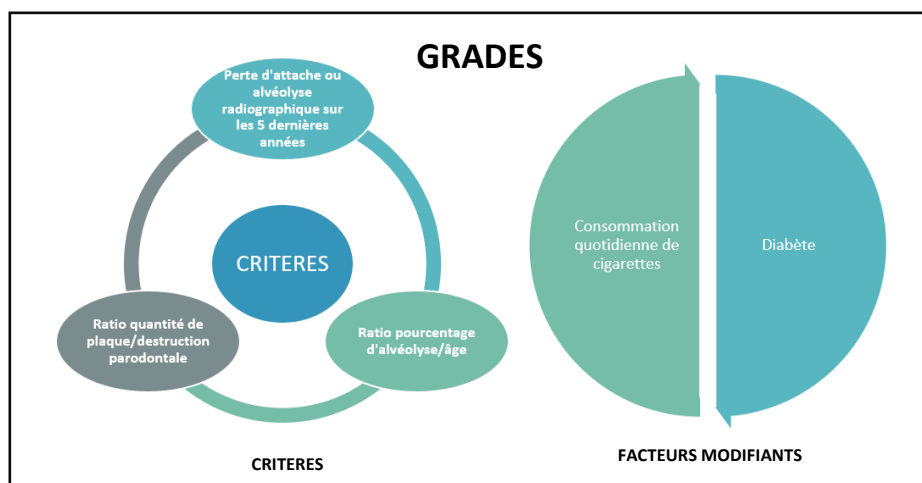 GRADES
Perte d'attache ou
alvéolyse
radiographique sur
les 5 dernières
années
CRITERES
Ratio quantité de
plaque/destruction
parodontale
Ratio pourcentage
d'alvéolyse/âge
CRITERES
Consommation
quotidienne de
cigarettes
Diabète
FACTEURS MODIFIANTS